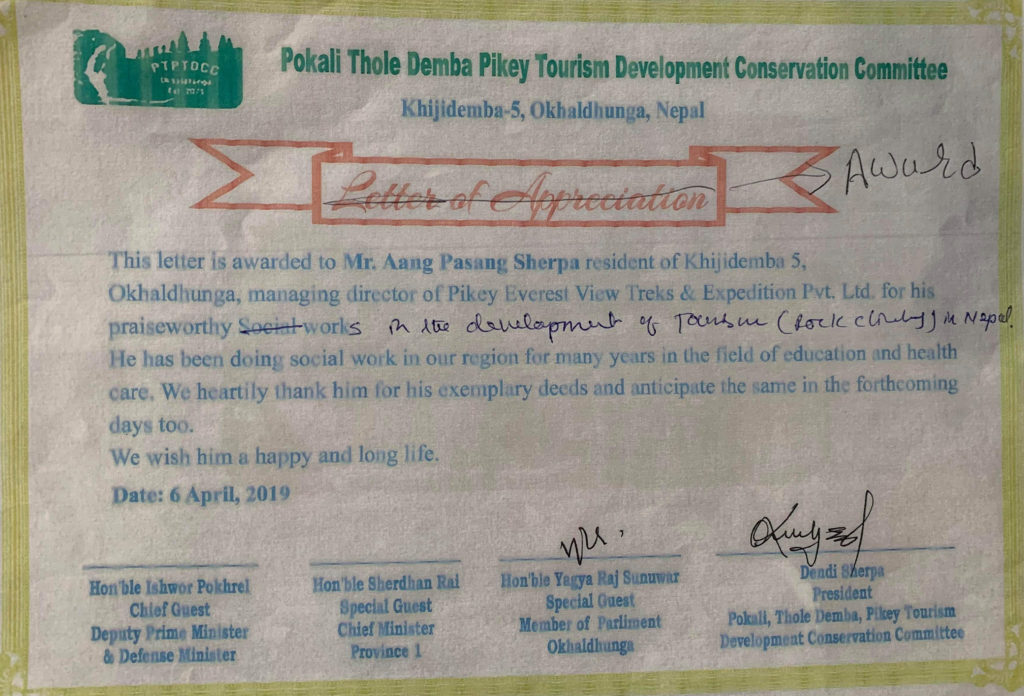 PTPTDCC
Pokali Thole Demba Pikey Tourism Development Conservation Committee
Khijidemba-5, Okhaldhunga, Nepal
Letter of Appreciation
Award
This letter is awarded to Mr. Aang Pasang Sherpa resident of Khijidemba 5,
Okhaldhunga, managing director of Pikey Everest View Treks & Expedition Pvt. Ltd. for his
praiseworthy Social works in the development of Tourism (Rock climbing) in Nepal.
He has been doing social work in our region for many years in the field of education and health
care. We heartily thank him for his exemplary deeds and anticipate the same in the forthcoming
days too.
We wish him a happy and long life.
Date: 6 April, 2019
Hon'ble Ishwor Pokhrel
Chief Guest
Deputy Prime Minister
& Defense Minister
Hon'ble Sherdhan Rai
Special Guest
Chief Minister
Province 1
Hon'ble Yagya Raj Sunuwar
Special Guest
Member of Parliment
Okhaldhunga
Dendi Sherpa
President
Pokali, Thole Demba, Pikey Tourism
Development Conservation Committee